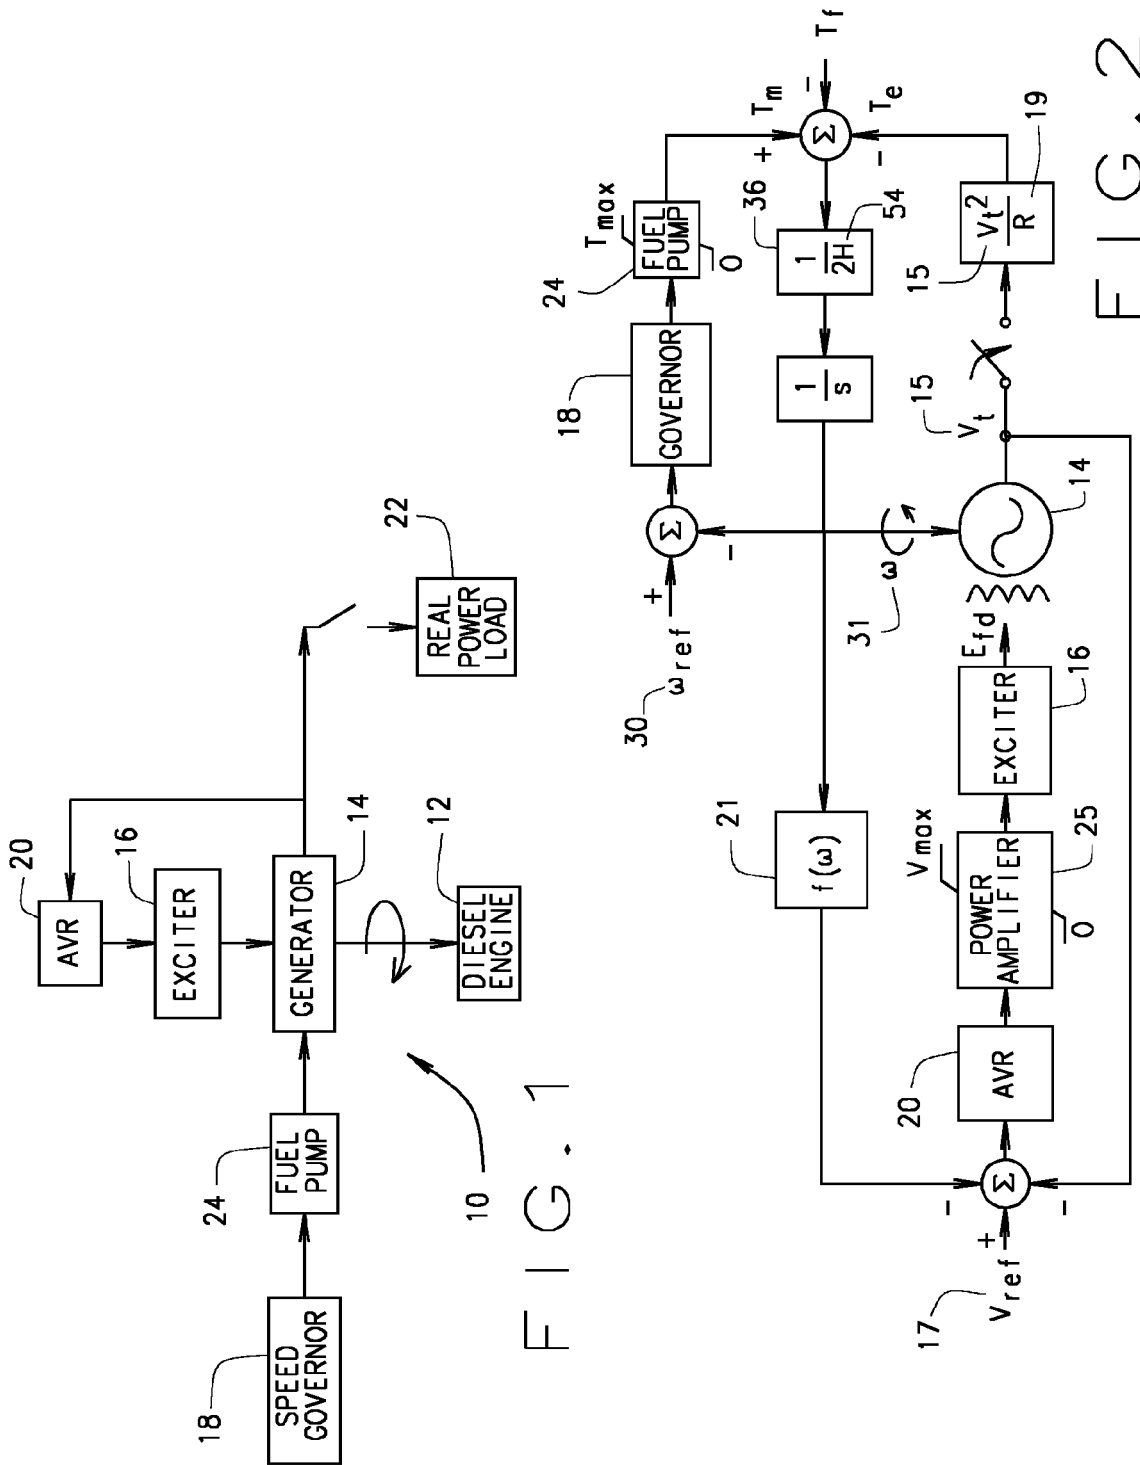 20
AVR
16
EXCITER
18
SPEED
GOVERNOR
24
FUEL
PUMP
GENERATOR
14
DIESEL
ENGINE
12
22
REAL
POWER
LOAD
10
FIG. 1
30
ωref
+
-
Σ
18
GOVERNOR
24
FUEL
PUMP
Tmax
0
Tm
+
Σ
-
Tf
-
Te
36
1
2H
54
1
s
21
f(ω)
31
ω
17
Vref
+
-
-
Σ
20
AVR
POWER
AMPLIFIER
Vmax
0
25
EXCITER
16
Efd
14
15
Vt
15
Vt2
R
19
FIG. 2